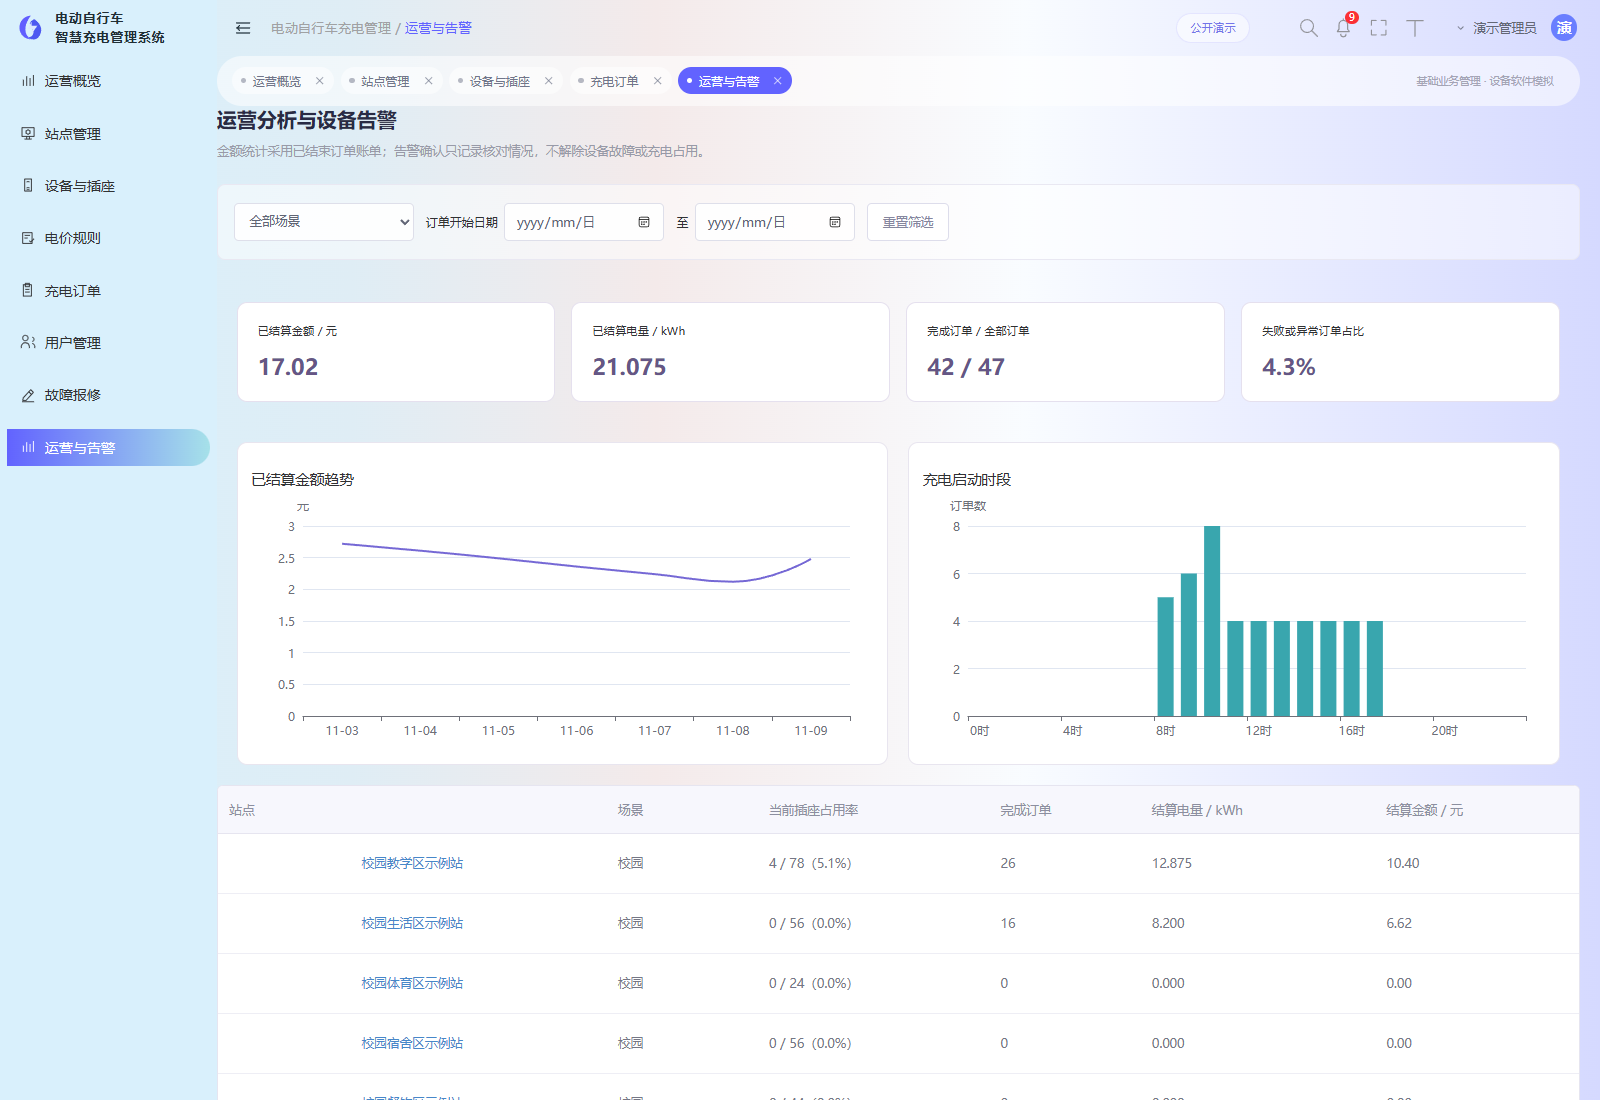 电动自行车
智慧充电管理系统
电动自行车充电管理 / 运营与告警
公开演示
9
演示管理员
演
运营概览
站点管理
设备与插座
电价规则
充电订单
用户管理
故障报修
运营与告警
运营概览
站点管理
设备与插座
充电订单
运营与告警
基础业务管理 · 设备软件模拟
运营分析与设备告警
金额统计采用已结束订单账单；告警确认只记录核对情况，不解除设备故障或充电占用。
全部场景
订单开始日期
yyyy/mm/日
至
yyyy/mm/日
重置筛选
已结算金额 / 元
17.02
已结算电量 / kWh
21.075
完成订单 / 全部订单
42 / 47
失败或异常订单占比
4.3%
已结算金额趋势
元
3
2.5
2
1.5
1
0.5
0
11-03 11-04 11-05 11-06 11-07 11-08 11-09
充电启动时段
订单数
8
6
4
2
0
0时 4时 8时 12时 16时 20时
站点 场景 当前插座占用率 完成订单 结算电量 / kWh 结算金额 / 元
校园教学区示例站 校园 4 / 78（5.1%） 26 12.875 10.40
校园生活区示例站 校园 0 / 56（0.0%） 16 8.200 6.62
校园体育区示例站 校园 0 / 24（0.0%） 0 0.000 0.00
校园宿舍区示例站 校园 0 / 56（0.0%） 0 0.000 0.00